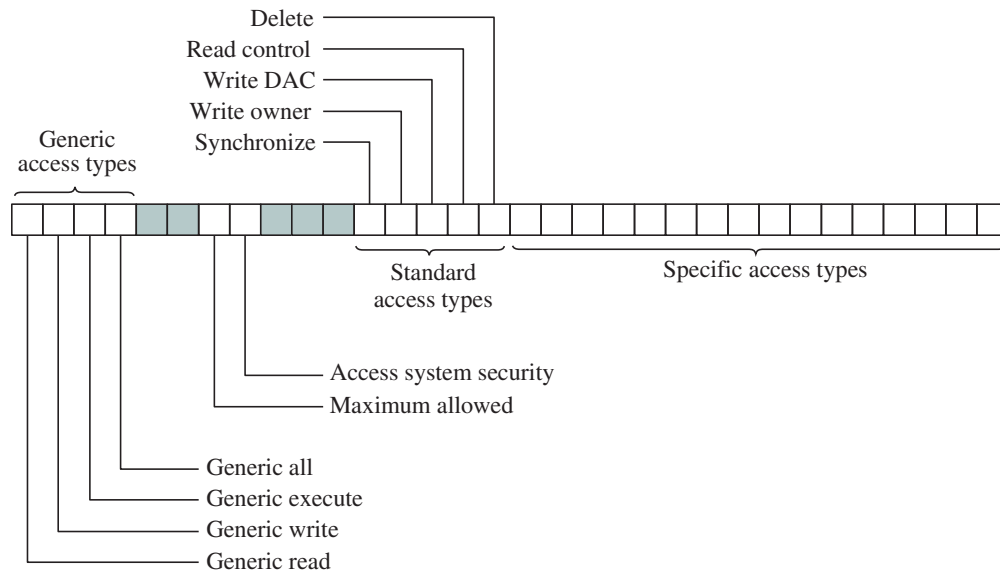 Delete
Read control
Write DAC
Write owner
Synchronize
Generic
access types
Standard
access types
Specific access types
Access system security
Maximum allowed
Generic all
Generic execute
Generic write
Generic read